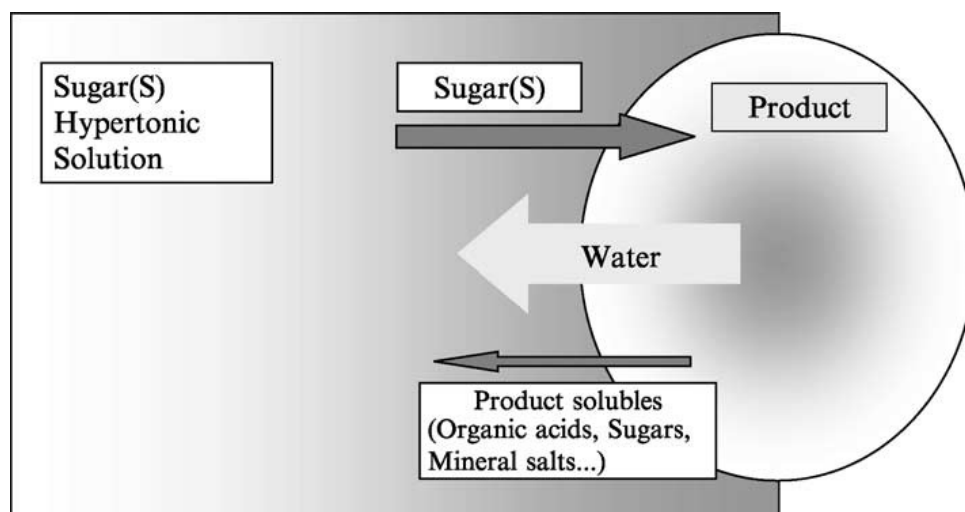 Sugar(S)
Hypertonic
Solution
Sugar(S)
Product
Water
Product solubles
(Organic acids, Sugars,
Mineral salts...)